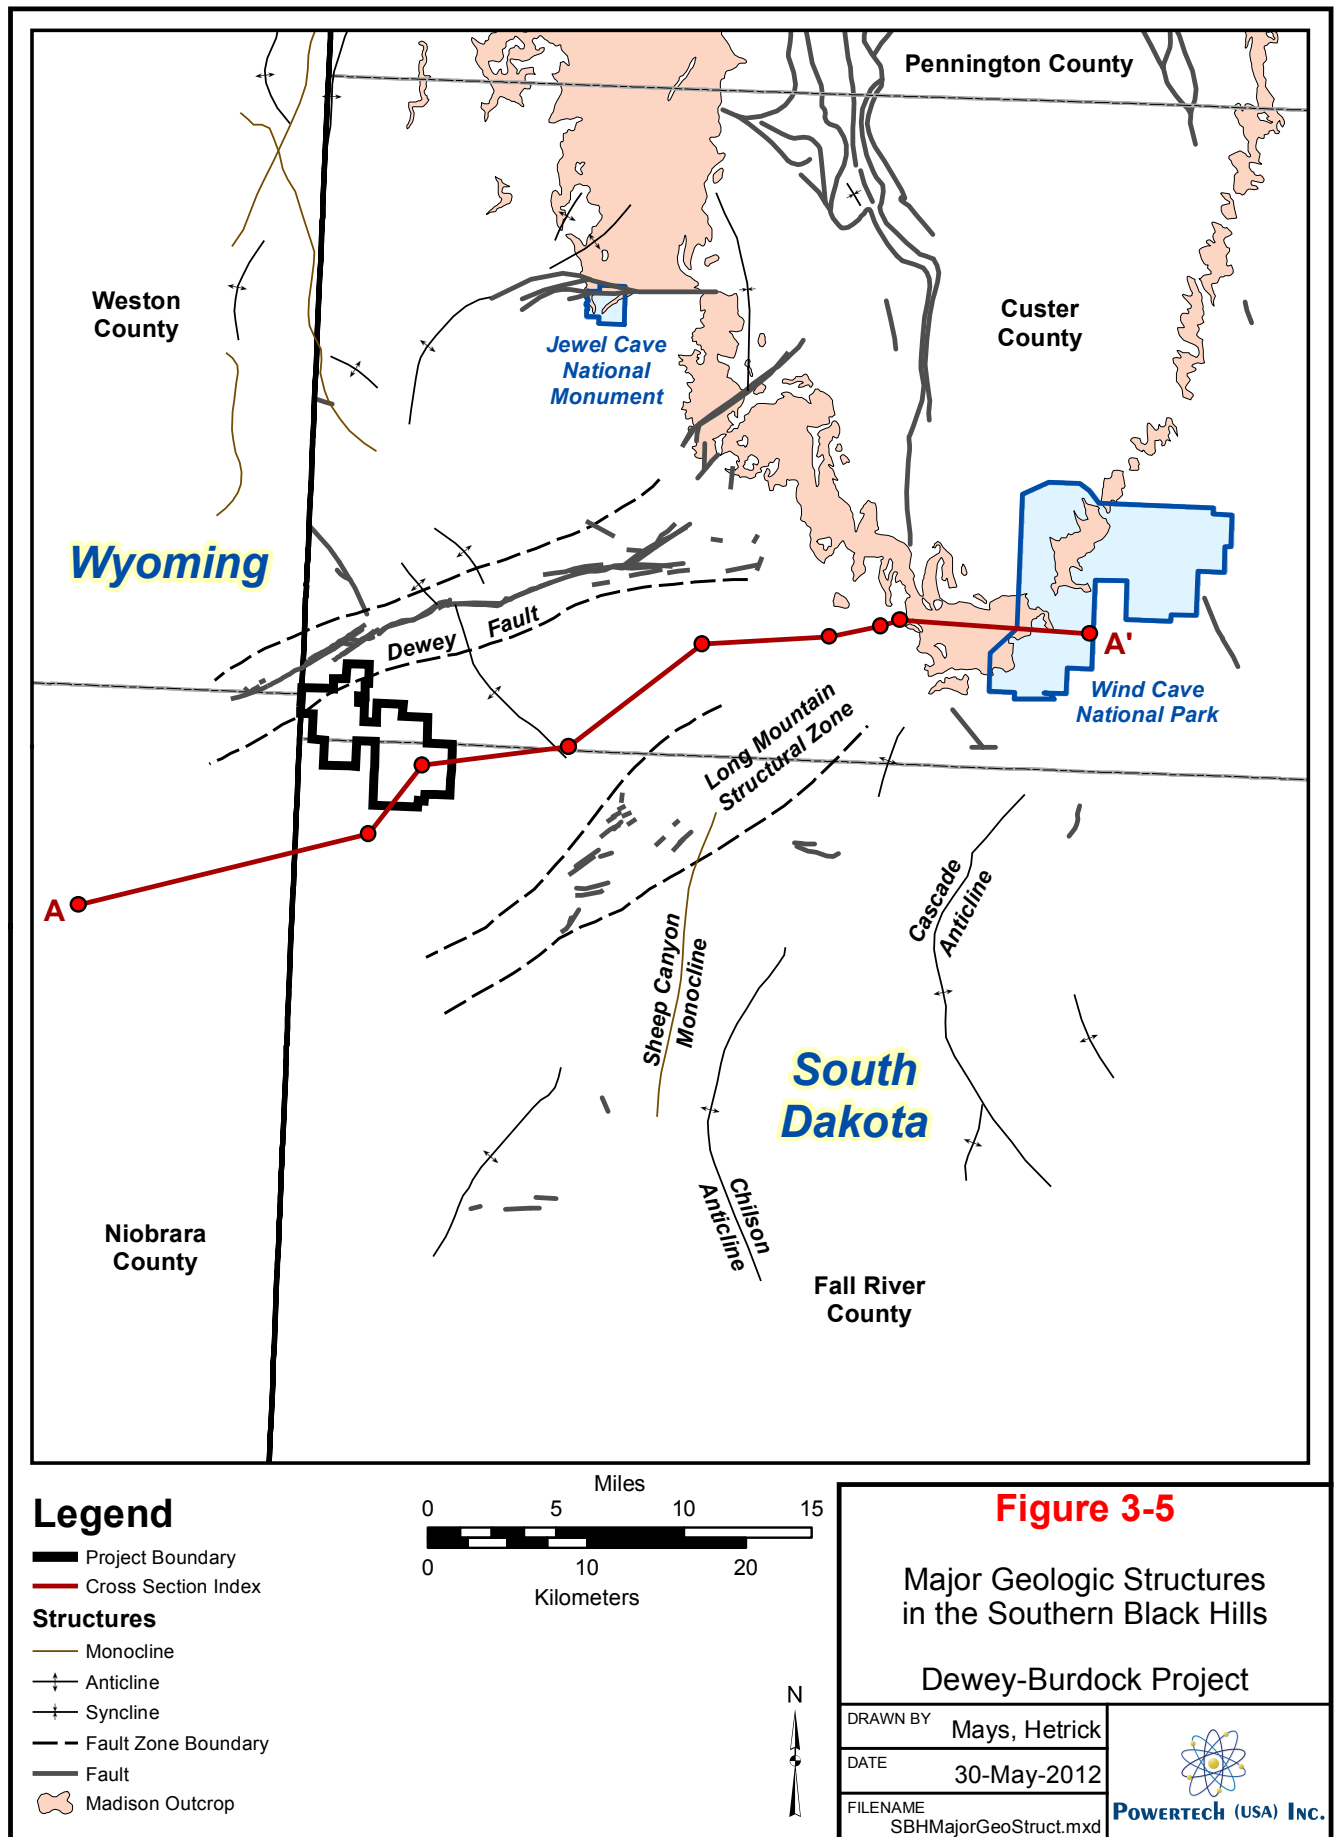 Pennington County
Weston
County
Custer
County
Jewel Cave
National
Monument
Wyoming
Dewey Fault
A'
Wind Cave
National Park
Long Mountain
Structural Zone
A
Cascade
Anticline
Sheep Canyon
Monocline
South
Dakota
Chilson
Anticline
Niobrara
County
Fall River
County
Legend
Project Boundary
Cross Section Index
Structures
Monocline
Anticline
Syncline
Fault Zone Boundary
Fault
Madison Outcrop
Miles
0 5 10 15
0 10 20
Kilometers
N
Figure 3-5
Major Geologic Structures
in the Southern Black Hills
Dewey-Burdock Project
DRAWN BY Mays, Hetrick
DATE 30-May-2012
FILENAME
SBHMajorGeoStruct.mxd
POWERTECH (USA) INC.